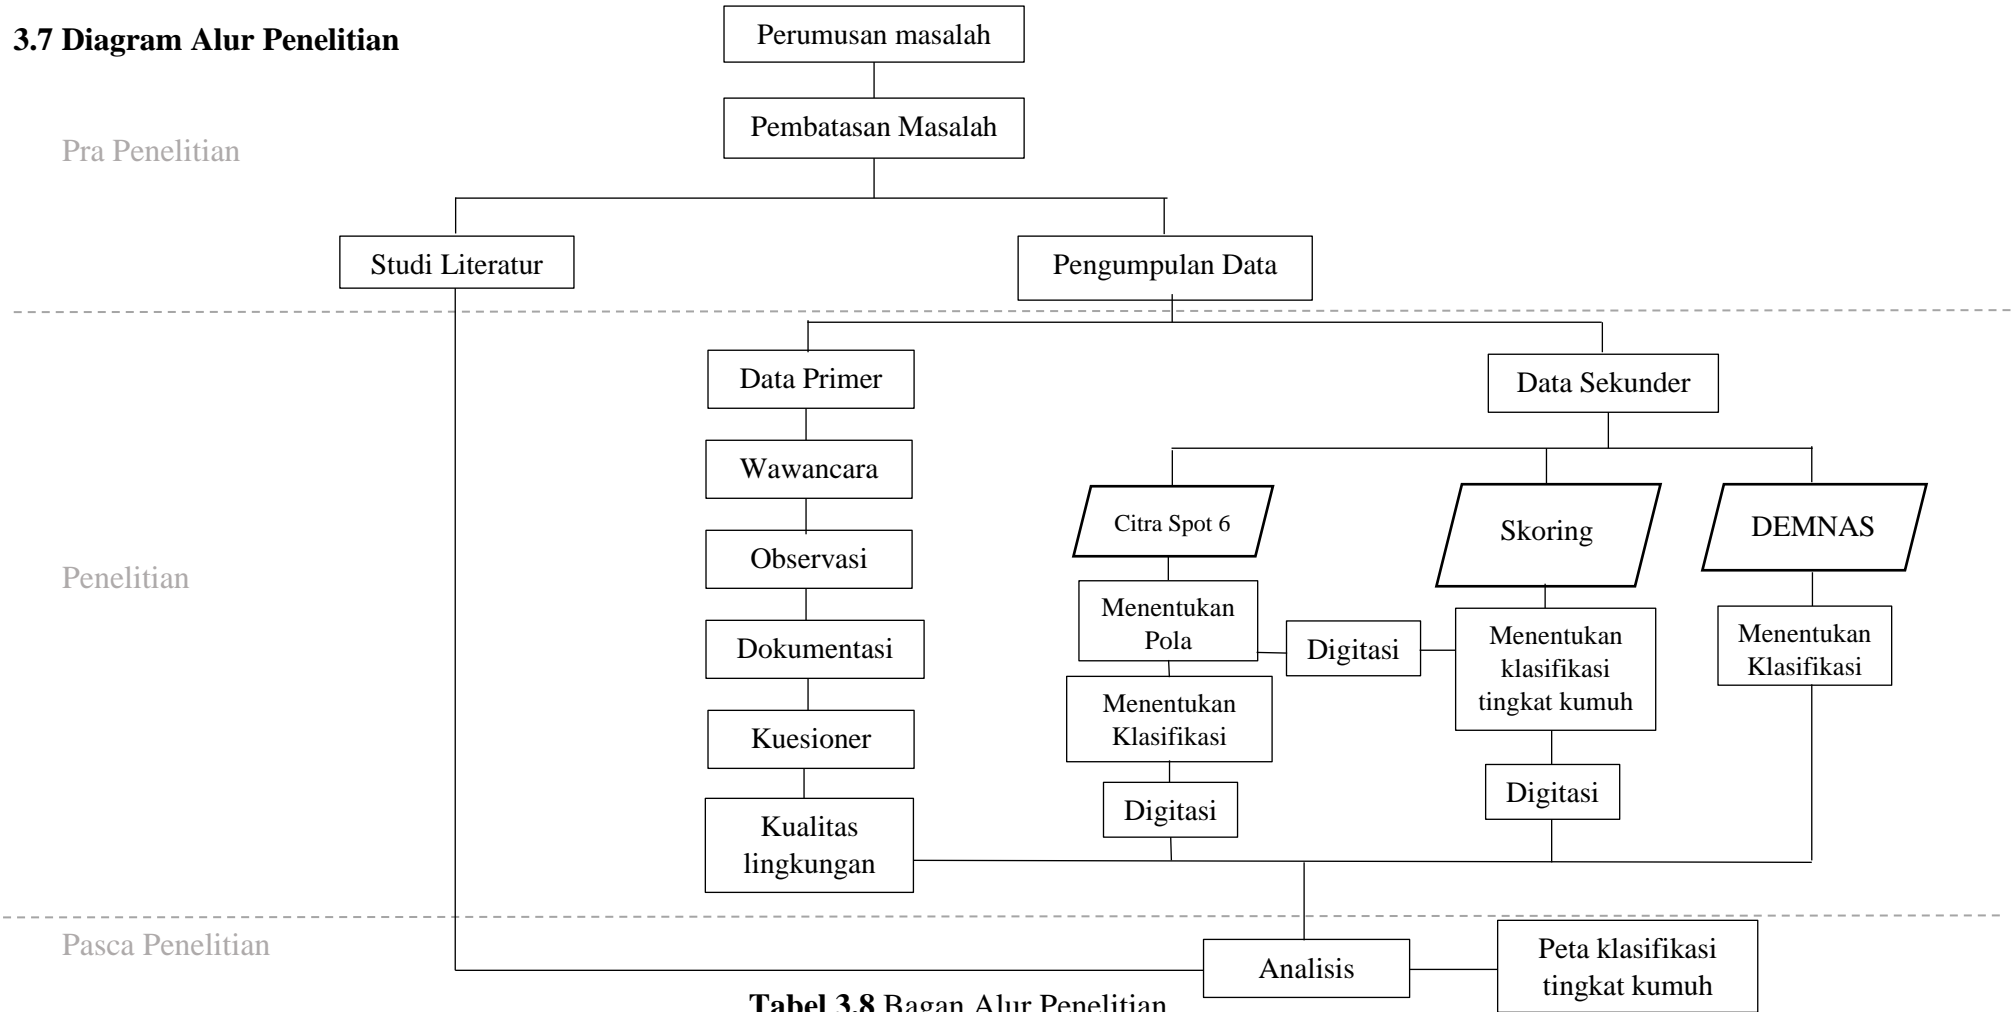 3.7 Diagram Alur Penelitian
Perumusan masalah
Pembatasan Masalah
Pra Penelitian
Studi Literatur
Pengumpulan Data
Data Primer
Data Sekunder
Wawancara
Citra Spot 6
Skoring
DEMNAS
Observasi
Penelitian
Menentukan
Pola
Digitasi
Menentukan
klasifikasi
tingkat kumuh
Menentukan
Klasifikasi
Dokumentasi
Menentukan
Klasifikasi
Kuesioner
Digitasi
Digitasi
Kualitas
lingkungan
Pasca Penelitian
Analisis
Peta klasifikasi
tingkat kumuh
Tabel 3.8 Bagan Alur Penelitian